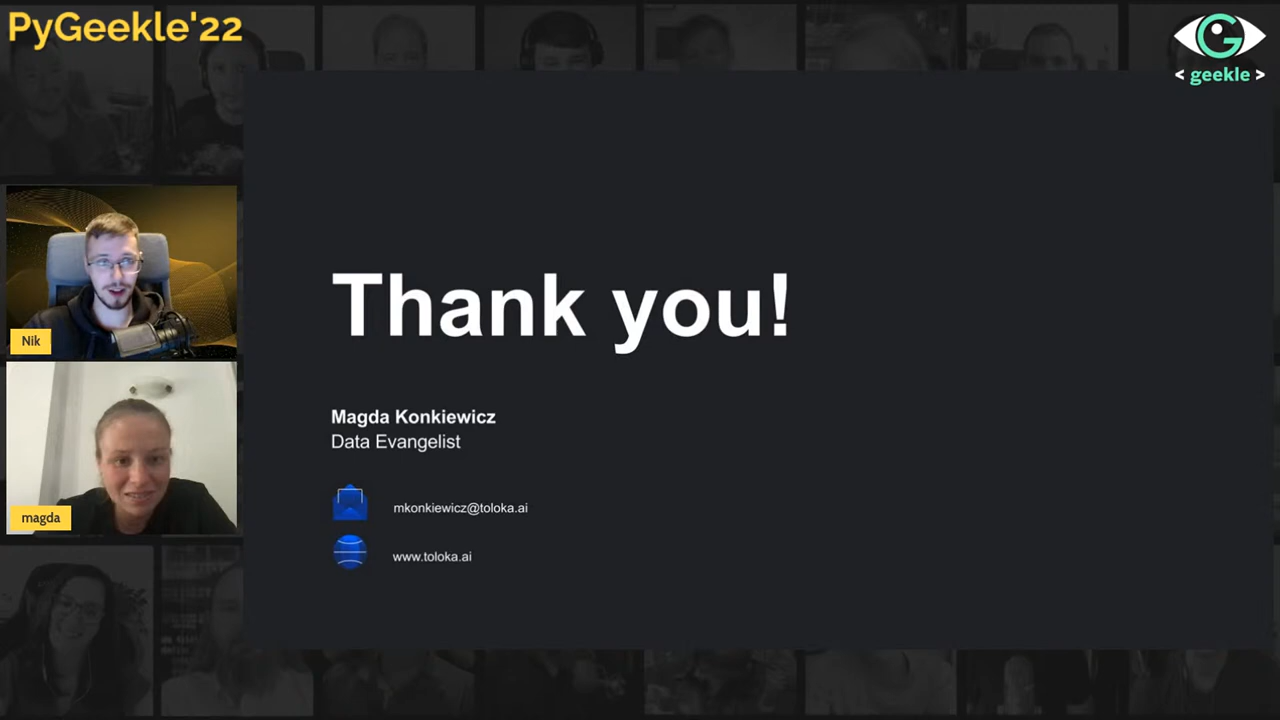 PyGeekle'22
< geekle >
Nik
magda
Thank you!
Magda Konkiewicz
Data Evangelist
mkonkiewicz@toloka.ai
www.toloka.ai